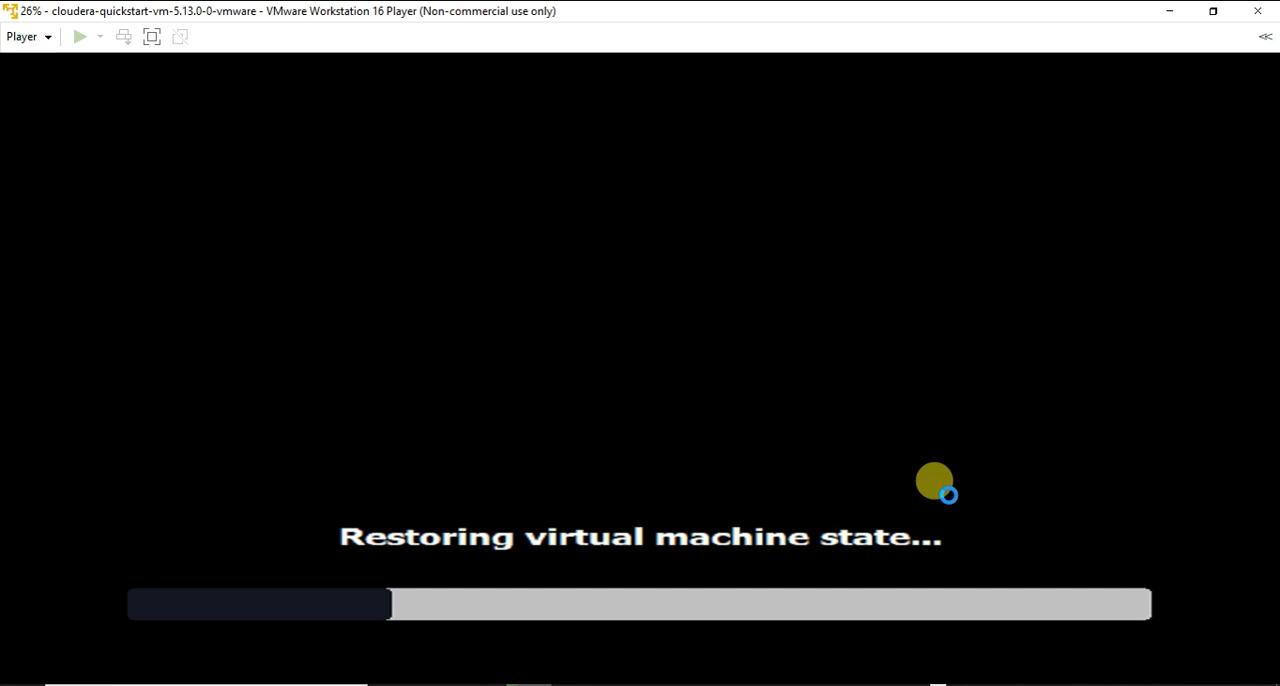 26% - cloudera-quickstart-vm-5.13.0-0-vmware - VMware Workstation 16 Player (Non-commercial use only)
Player
Restoring virtual machine state...